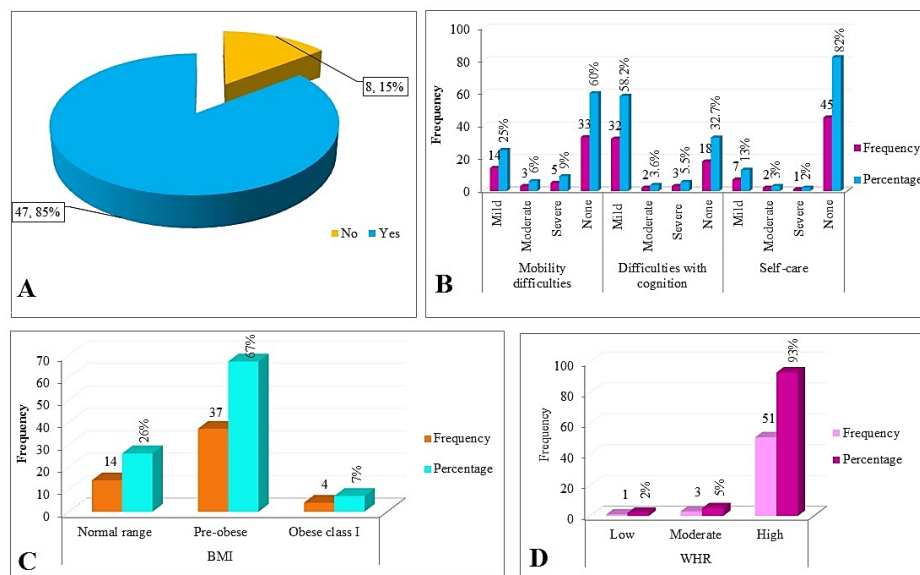 8, 15%
47, 85%
No Yes
A
Frequency
100
80
60
40
20
0
14 25% 3 6% 5 9% 33 60% 32 58.2% 2 3.6% 3 5.5% 18 32.7% 7 13% 2 3% 1 2% 45 82%
Mild Moderate Severe None Mild Moderate Severe None Mild Moderate Severe None
Mobility difficulties
Difficulties with cognition
Self-care
Frequency
Percentage
B
Frequency
70
60
50
40
30
20
10
0
14 26% 37 67% 4 7%
Normal range Pre-obese Obese class I
BMI
Frequency
Percentage
C
Frequency
100
80
60
40
20
0
1 2% 3 5% 51 93%
Low Moderate High
WHR
Frequency
Percentage
D